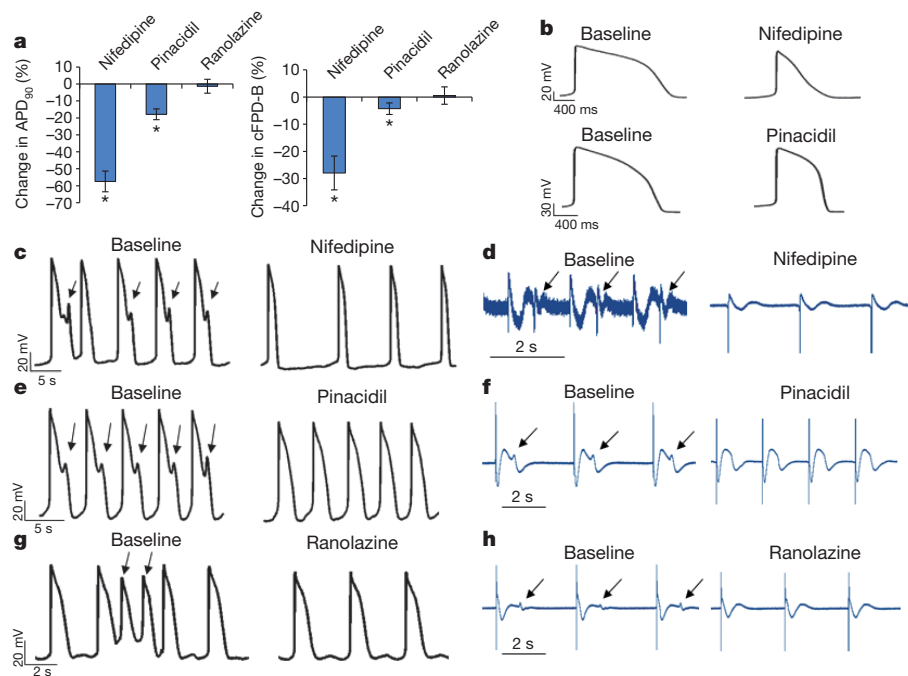 a
Nifedipine
Pinacidil
Ranolazine
Change in APD90 (%)
10
0
–10
–20
–30
–40
–50
–60
–70
*
*
Nifedipine
Pinacidil
Ranolazine
Change in cFPD-B (%)
10
0
–10
–20
–30
–40
*
*
b
Baseline
Nifedipine
20 mV
400 ms
Baseline
Pinacidil
30 mV
400 ms
c
Baseline
Nifedipine
20 mV
5 s
d
Baseline
Nifedipine
2 s
e
Baseline
Pinacidil
20 mV
5 s
f
Baseline
Pinacidil
2 s
g
Baseline
Ranolazine
20 mV
2 s
h
Baseline
Ranolazine
2 s